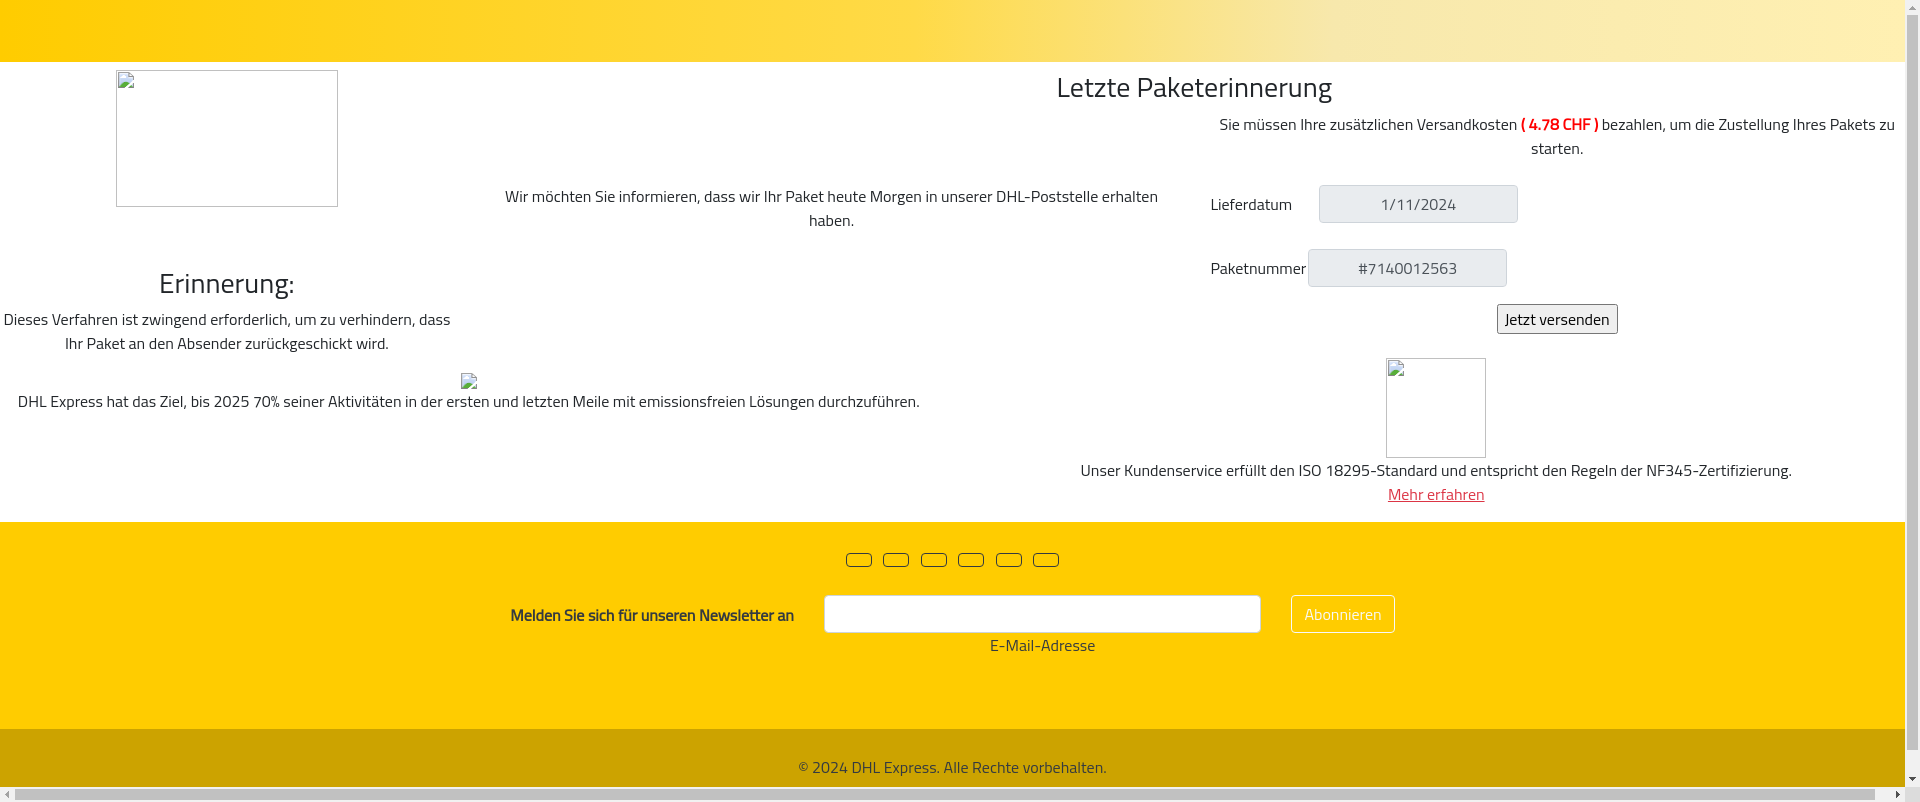 Letzte Paketerinnerung
Sie müssen Ihre zusätzlichen Versandkosten ( 4.78 CHF ) bezahlen, um die Zustellung Ihres Pakets zu
starten.
Wir möchten Sie informieren, dass wir Ihr Paket heute Morgen in unserer DHL-Poststelle erhalten
haben.
Lieferdatum 1/11/2024
Paketnummer #7140012563
Jetzt versenden
Erinnerung:
Dieses Verfahren ist zwingend erforderlich, um zu verhindern, dass
Ihr Paket an den Absender zurückgeschickt wird.
DHL Express hat das Ziel, bis 2025 70% seiner Aktivitäten in der ersten und letzten Meile mit emissionsfreien Lösungen durchzuführen.
Unser Kundenservice erfüllt den ISO 18295-Standard und entspricht den Regeln der NF345-Zertifizierung.
Mehr erfahren
Melden Sie sich für unseren Newsletter an
E-Mail-Adresse
Abonnieren
© 2024 DHL Express. Alle Rechte vorbehalten.